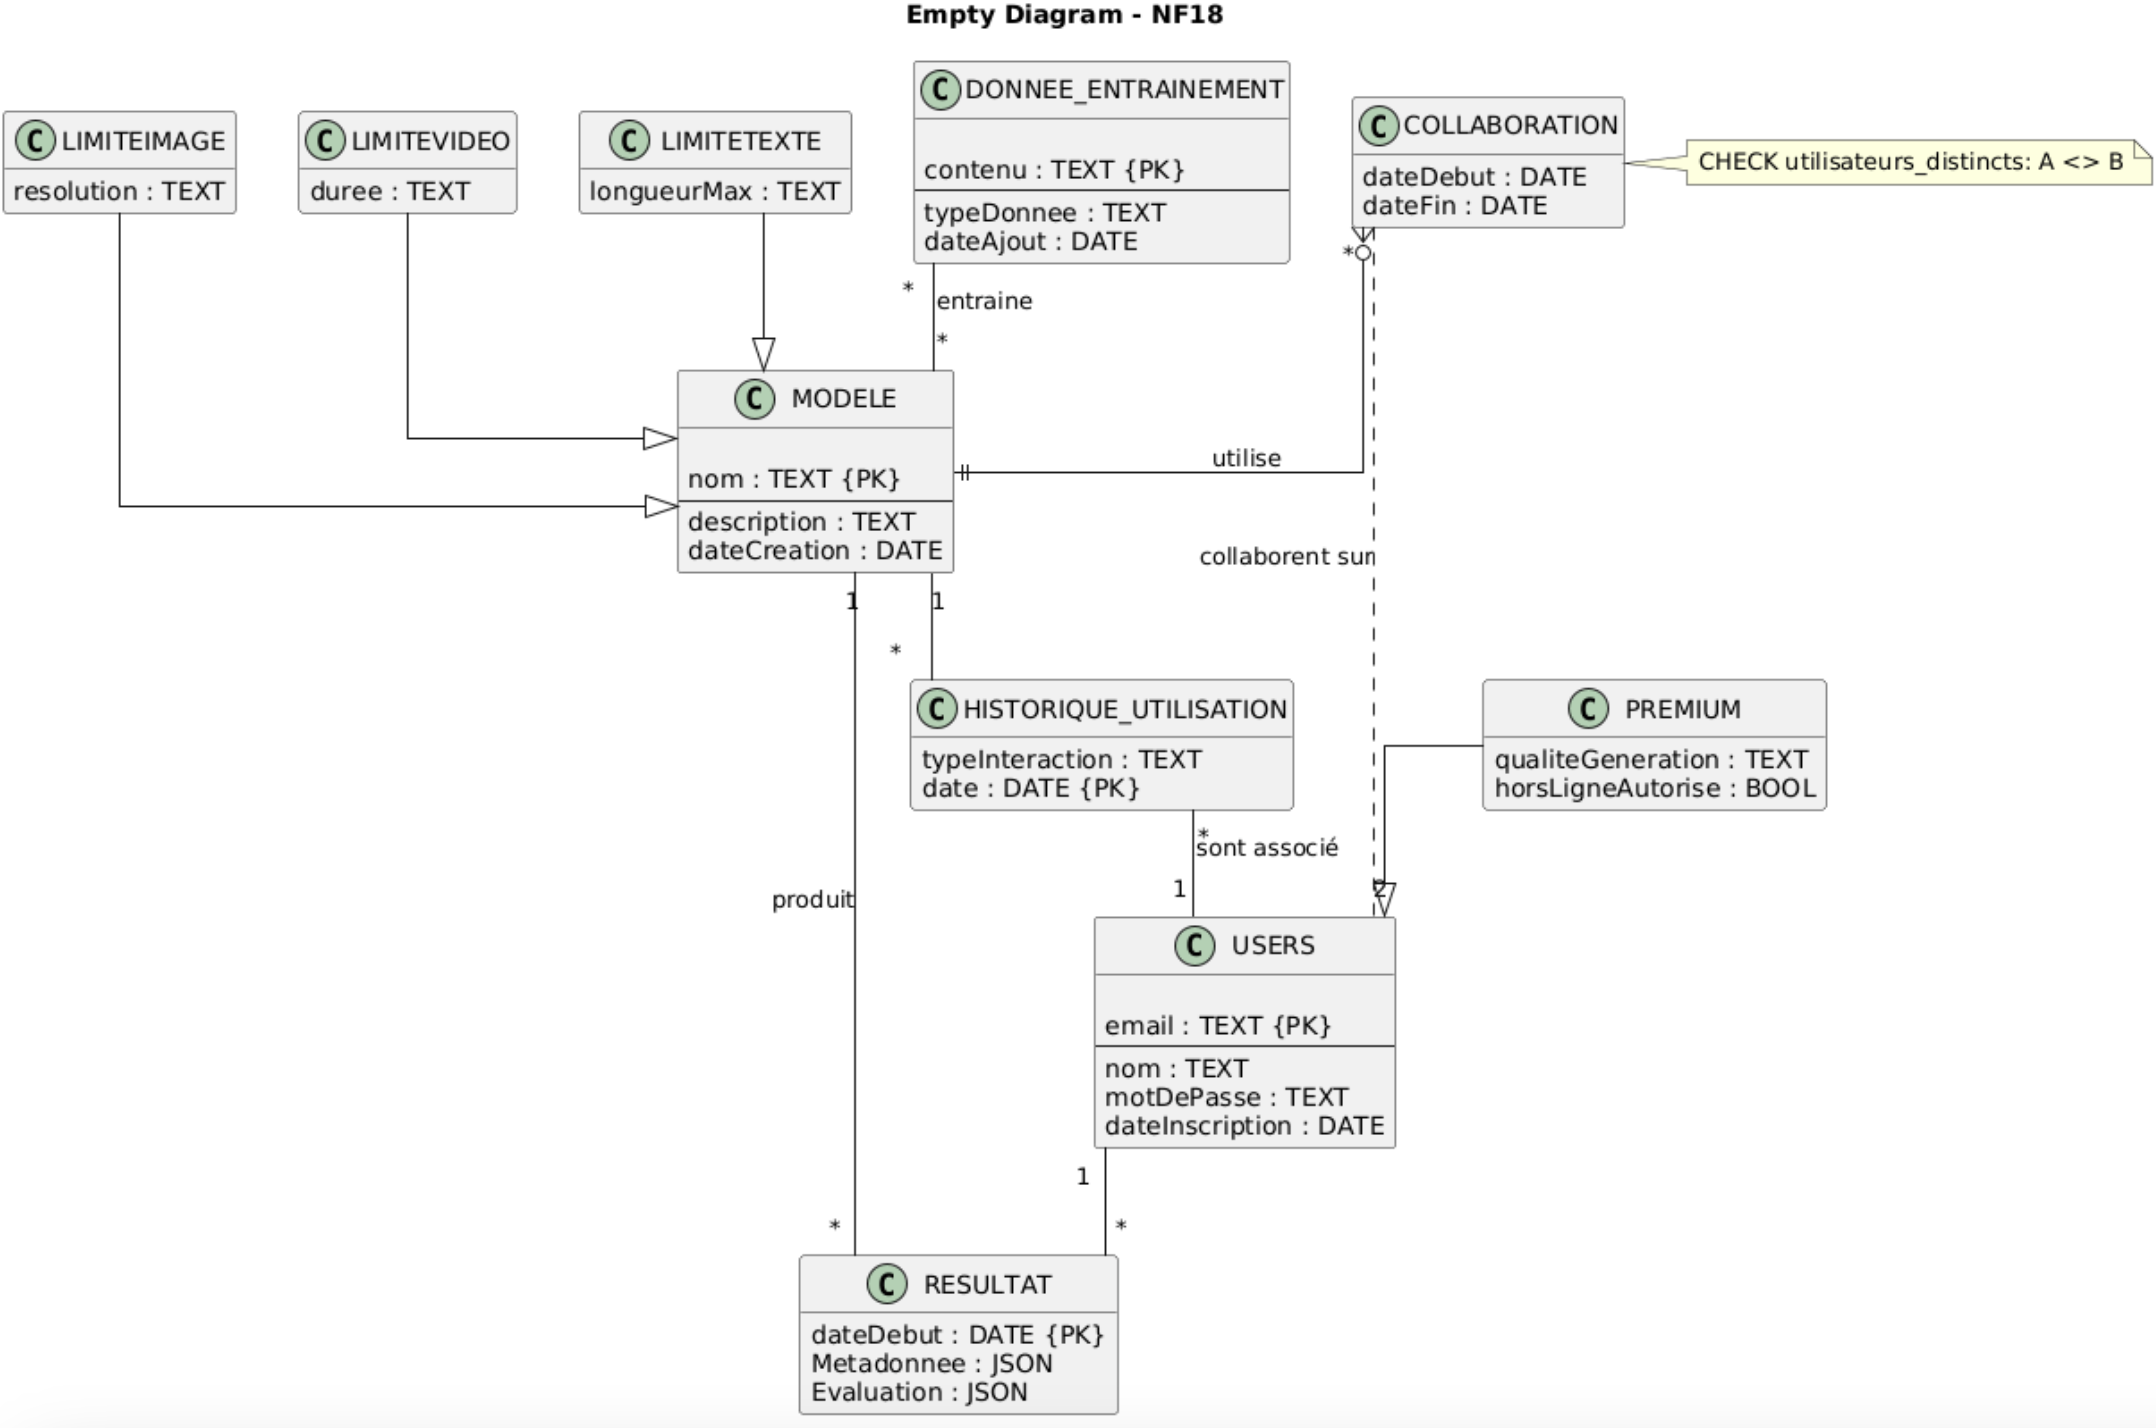 Empty Diagram - NF18
C LIMITEIMAGE
resolution : TEXT
C LIMITEVIDEO
duree : TEXT
C LIMITETEXTE
longueurMax : TEXT
C DONNEE_ENTRAINEMENT
contenu : TEXT {PK}
typeDonnee : TEXT
dateAjout : DATE
C COLLABORATION
dateDebut : DATE
dateFin : DATE
CHECK utilisateurs_distincts: A <> B
*
entraine
*
*
C MODELE
nom : TEXT {PK}
description : TEXT
dateCreation : DATE
utilise
collaborent sur
1
1
*
C HISTORIQUE_UTILISATION
typeInteraction : TEXT
date : DATE {PK}
C PREMIUM
qualiteGeneration : TEXT
horsLigneAutorise : BOOL
*
sont associé
1
2
produit
C USERS
email : TEXT {PK}
nom : TEXT
motDePasse : TEXT
dateInscription : DATE
1
*
*
C RESULTAT
dateDebut : DATE {PK}
Metadonnee : JSON
Evaluation : JSON